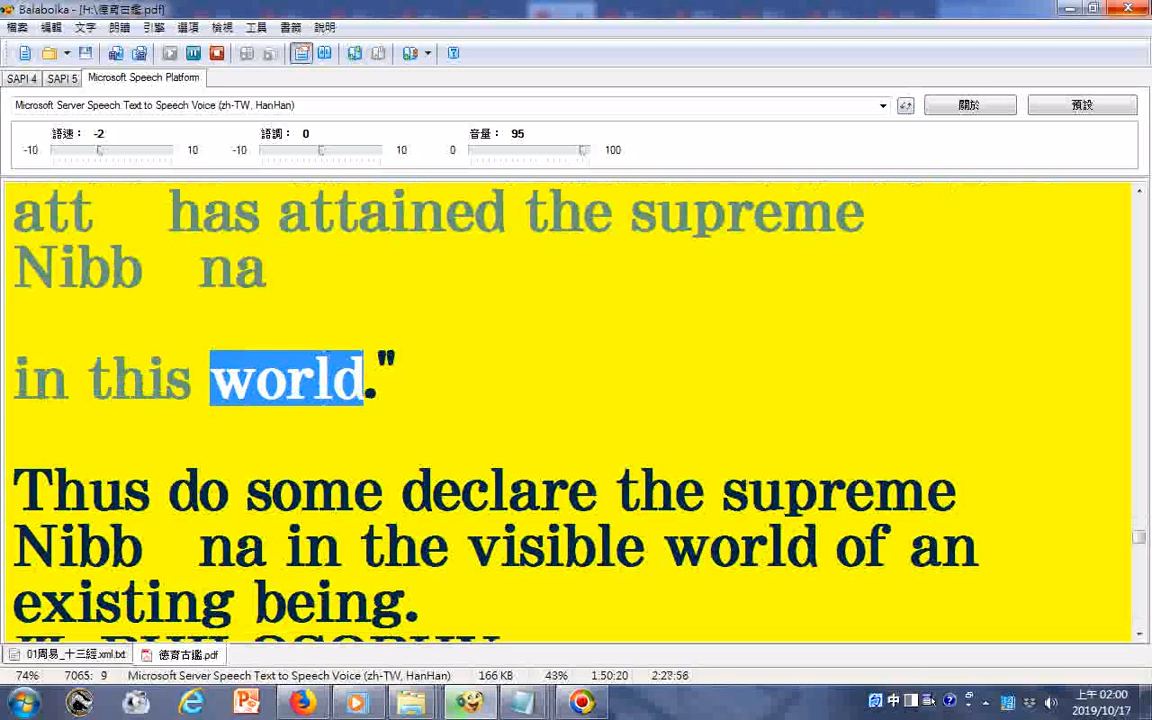 Balabolka - [H:\德育古鑑.pdf]
檔案 編輯 文字 朗讀 引擎 選項 檢視 工具 書籤 說明
SAPI 4 SAPI 5 Microsoft Speech Platform
Microsoft Server Speech Text to Speech Voice (zh-TW, HanHan) 關於 預設
語速： -2 語調： 0 音量： 95
-10 10 -10 10 0 100
att has attained the supreme
Nibb na
in this world."
Thus do some declare the supreme
Nibb na in the visible world of an
existing being.
01周易_十三經.xml.txt 德育古鑑.pdf
74% 7065: 9 Microsoft Server Speech Text to Speech Voice (zh-TW, HanHan) 166 KB 43% 1:50:20 2:27:56
中 上午 02:00
2019/10/17